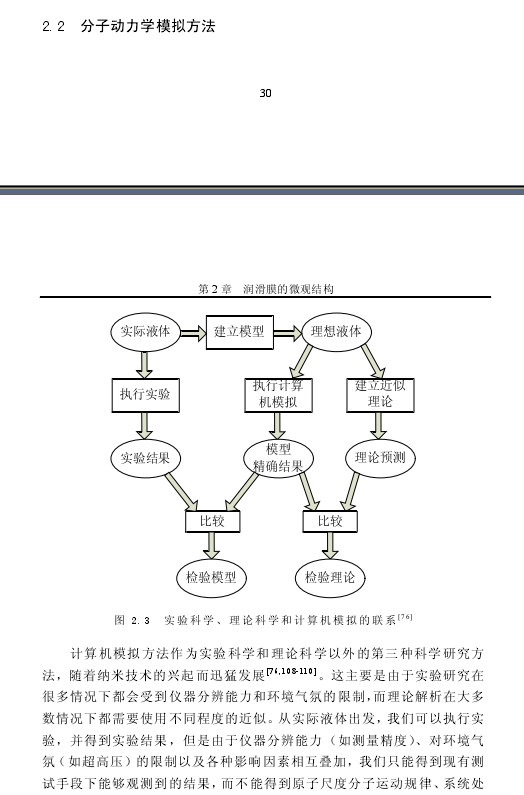 2.2 分子动力学模拟方法
30
第2章 润滑膜的微观结构
实际液体
建立模型
理想液体
执行实验
执行计算
机模拟
建立近似
理论
实验结果
模型
精确结果
理论预测
比较
比较
检验模型
检验理论
图 2.3 实验科学、理论科学和计算机模拟的联系[76]
计算机模拟方法作为实验科学和理论科学以外的第三种科学研究方
法，随着纳米技术的兴起而迅猛发展[76,108-110]。这主要是由于实验研究在
很多情况下都会受到仪器分辨能力和环境气氛的限制,而理论解析在大多
数情况下都需要使用不同程度的近似。从实际液体出发，我们可以执行实
验，并得到实验结果，但是由于仪器分辨能力（如测量精度）、对环境气
氛（如超高压）的限制以及各种影响因素相互叠加，我们只能得到现有测
试手段下能够观测到的结果，而不能得到原子尺度分子运动规律、系统处